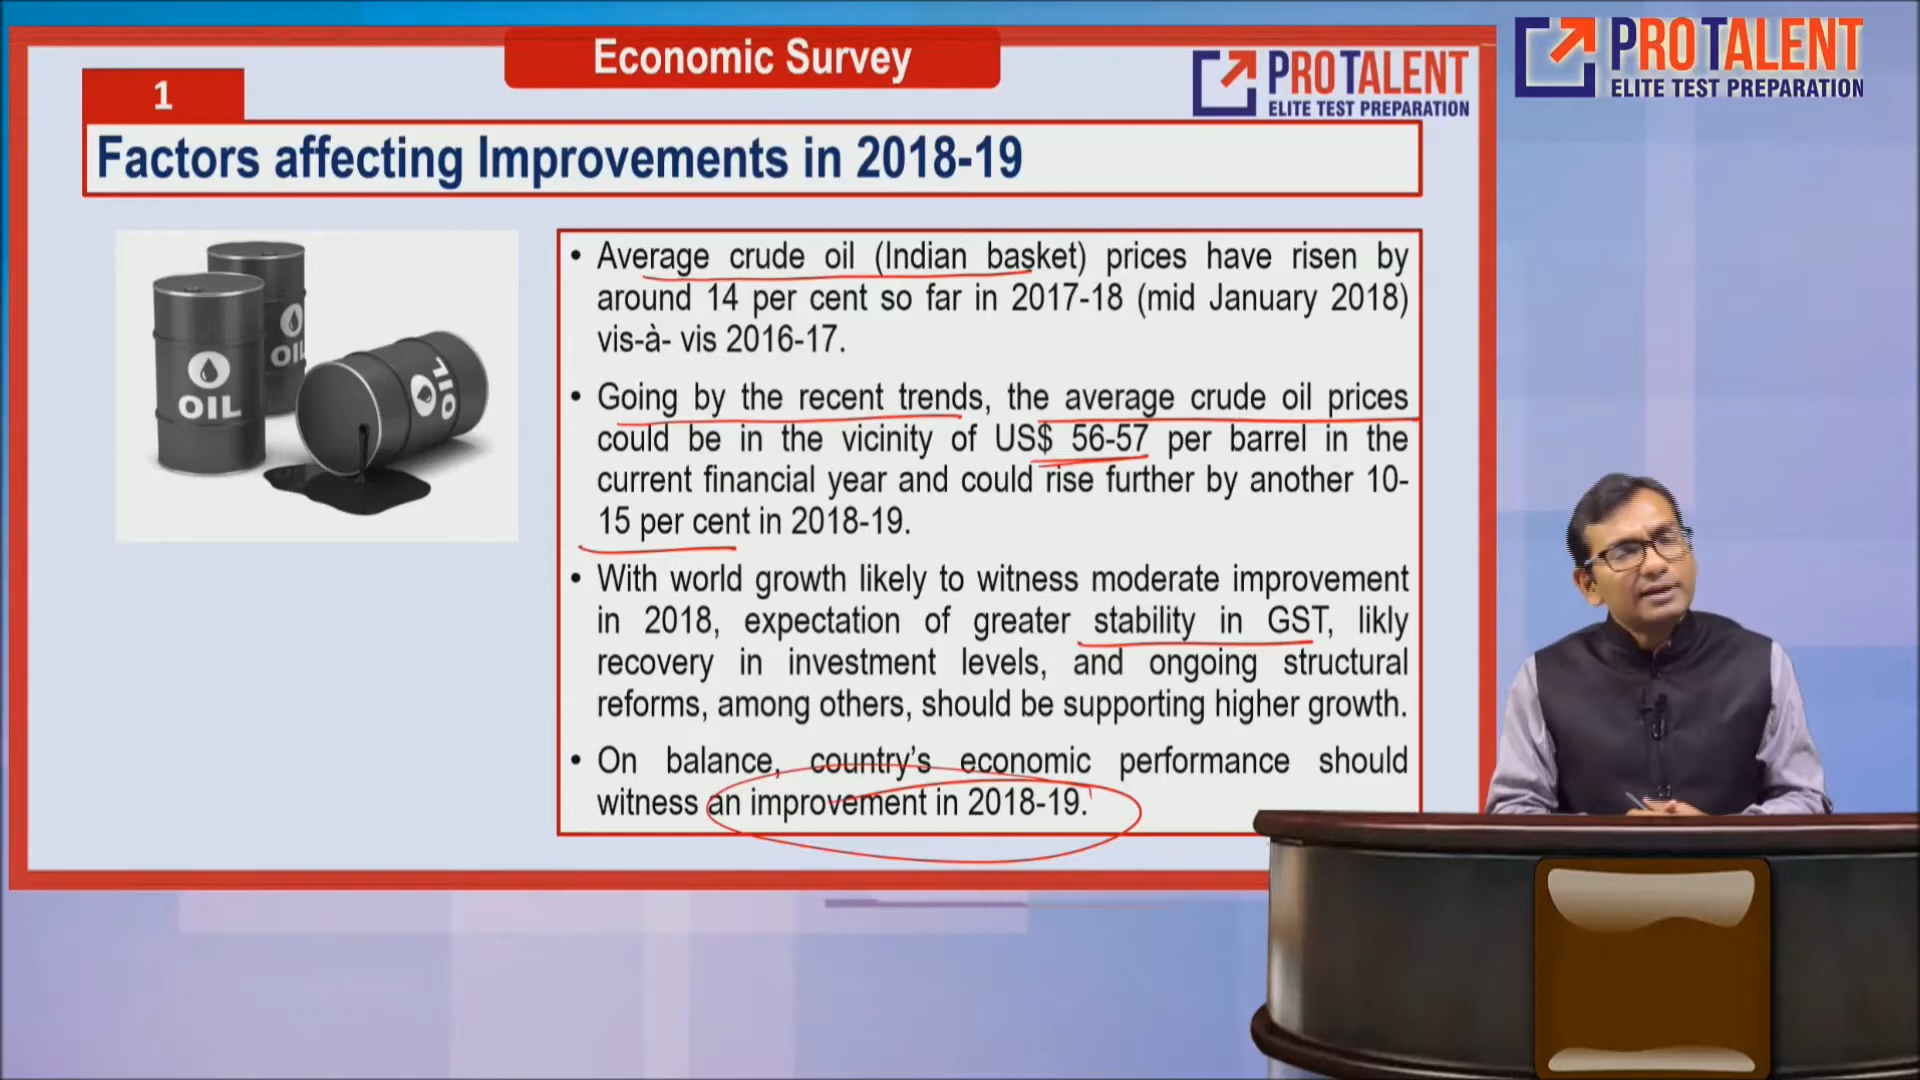 Economic Survey
PROTALENT
ELITE TEST PREPARATION
PROTALENT
ELITE TEST PREPARATION
1
Factors affecting Improvements in 2018-19
OIL
OIL
OIL
• Average crude oil (Indian basket) prices have risen by
around 14 per cent so far in 2017-18 (mid January 2018)
vis-à- vis 2016-17.
• Going by the recent trends, the average crude oil prices
could be in the vicinity of US$ 56-57 per barrel in the
current financial year and could rise further by another 10-
15 per cent in 2018-19.
• With world growth likely to witness moderate improvement
in 2018, expectation of greater stability in GST, likly
recovery in investment levels, and ongoing structural
reforms, among others, should be supporting higher growth.
• On balance, country's economic performance should
witness an improvement in 2018-19.